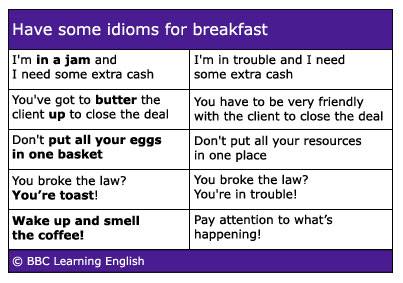 Have some idioms for breakfast
I'm in a jam and
I need some extra cash
I'm in trouble and I need
some extra cash
You've got to butter the
client up to close the deal
You have to be very friendly
with the client to close the deal
Don't put all your eggs
in one basket
Don't put all your resources
in one place
You broke the law?
You're toast!
You broke the law?
You're in trouble!
Wake up and smell
the coffee!
Pay attention to what's
happening!
© BBC Learning English